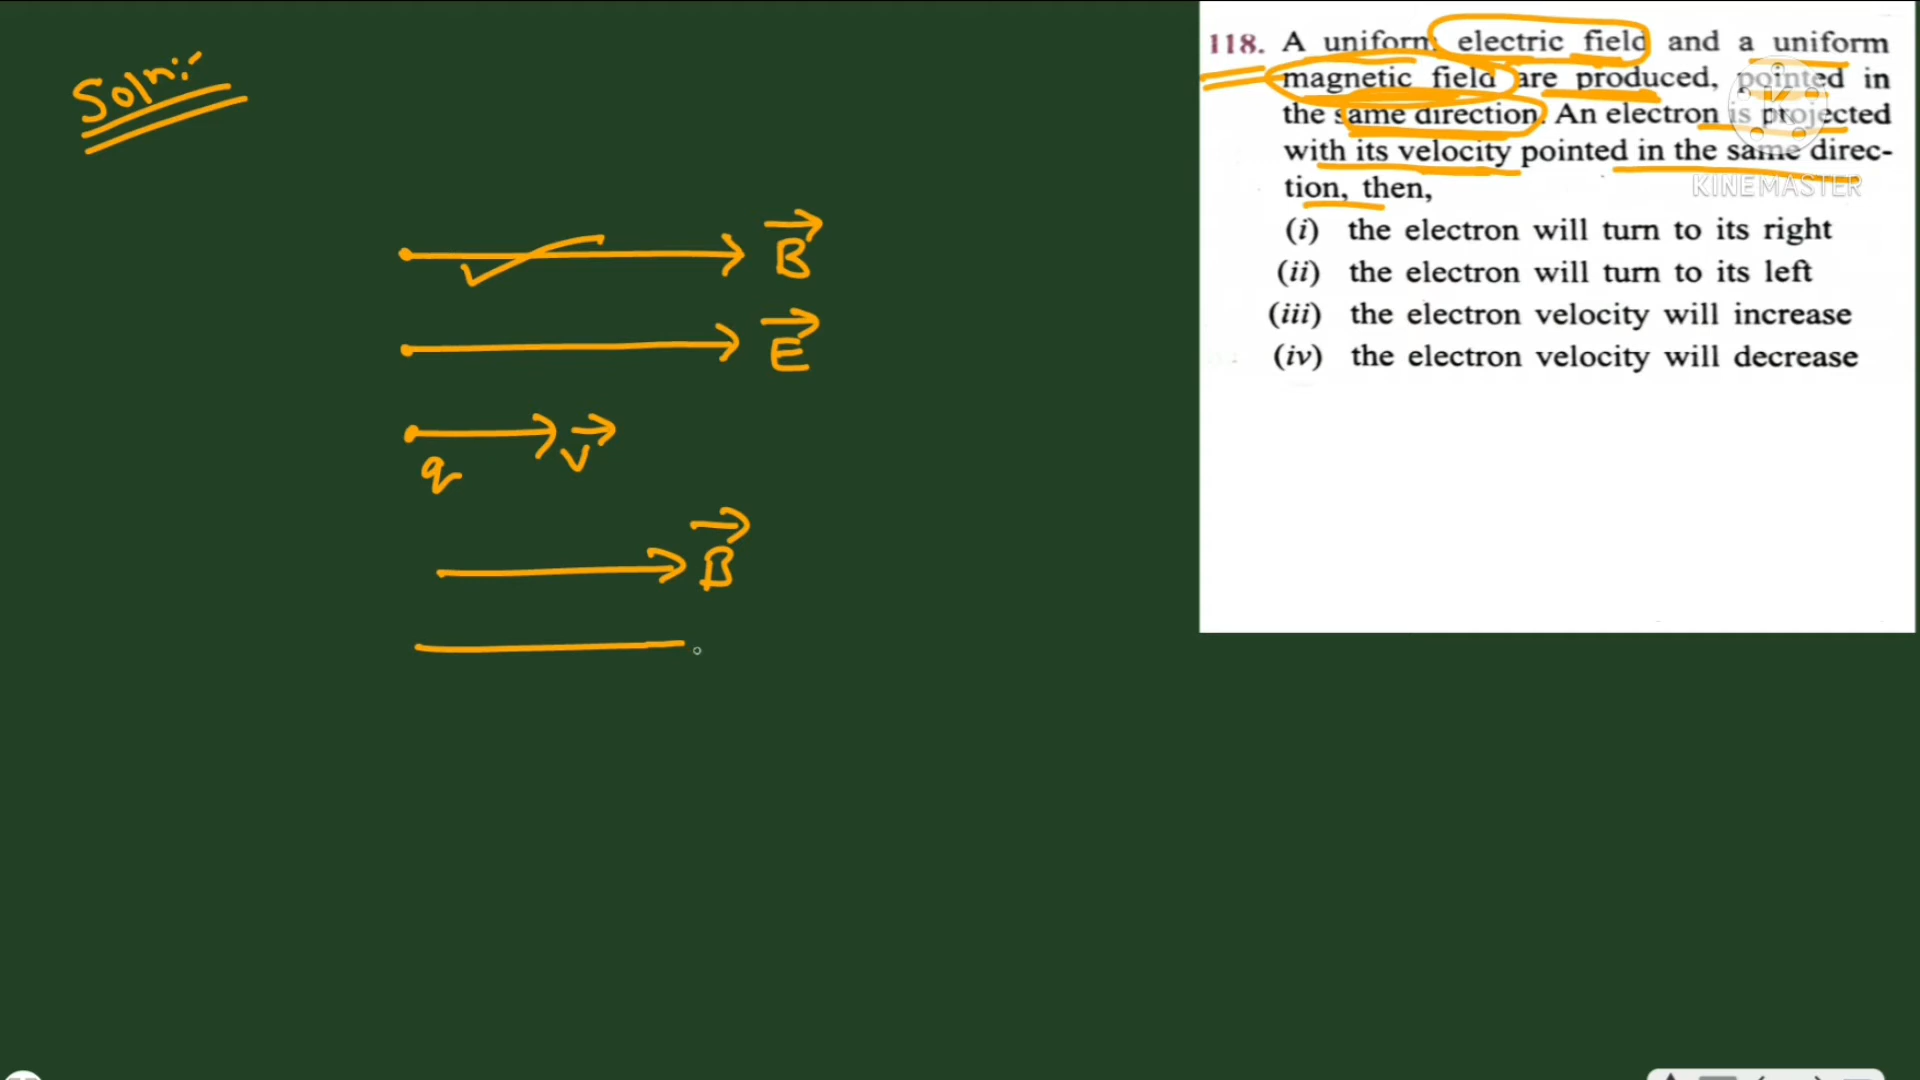 Soln:-
B
E
q v
B
118. A uniform electric field and a uniform
magnetic field are produced, pointed in
the same direction. An electron is projected
with its velocity pointed in the same direc-
tion, then,
(i) the electron will turn to its right
(ii) the electron will turn to its left
(iii) the electron velocity will increase
(iv) the electron velocity will decrease
KINEMASTER